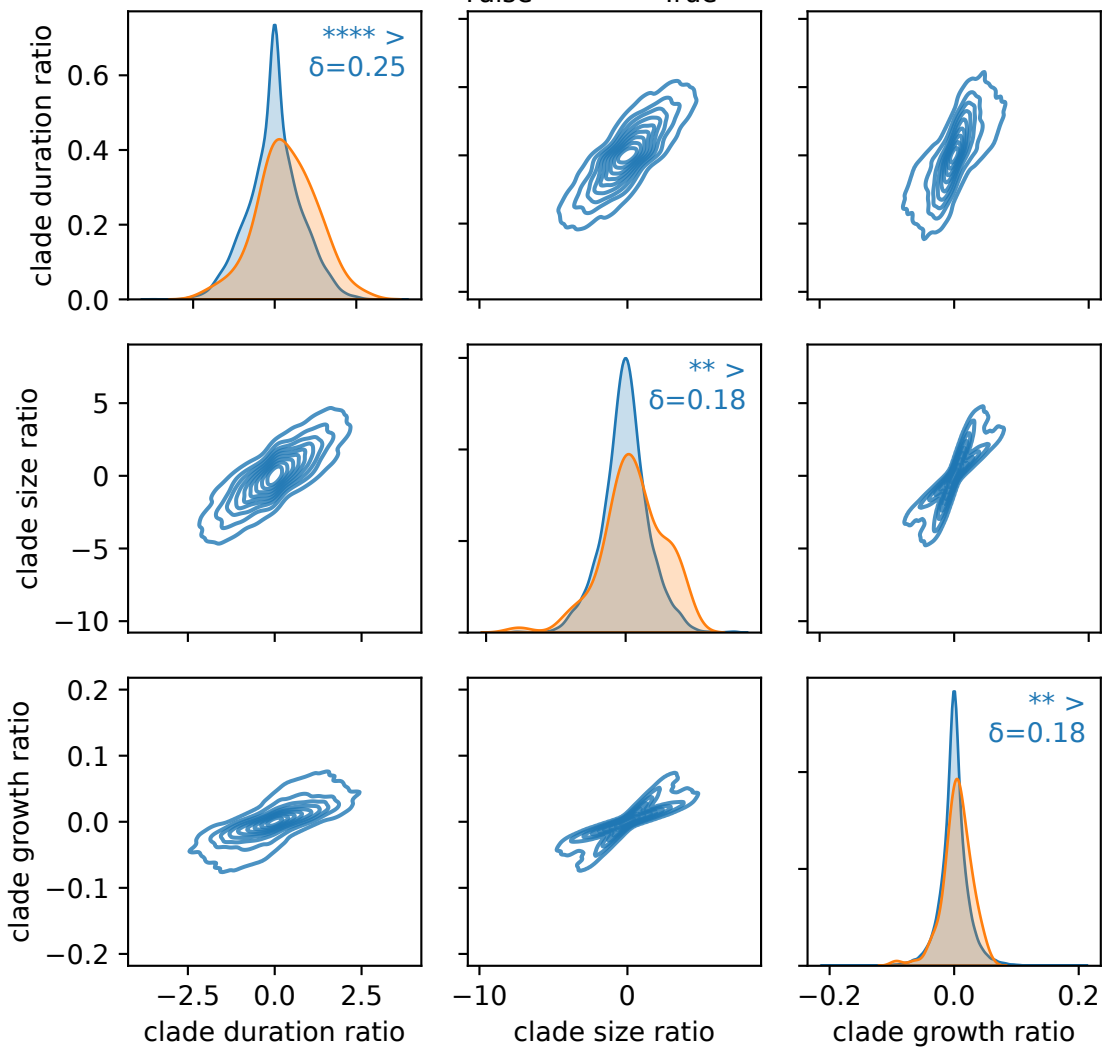 clade duration ratio
0.6
0.4
0.2
0.0
**** >
δ=0.25
clade size ratio
5
0
−5
−10
** >
δ=0.18
clade growth ratio
0.2
0.1
0.0
−0.1
−0.2
** >
δ=0.18
−2.5
0.0
2.5
−10
0
−0.2
0.0
0.2
clade duration ratio
clade size ratio
clade growth ratio